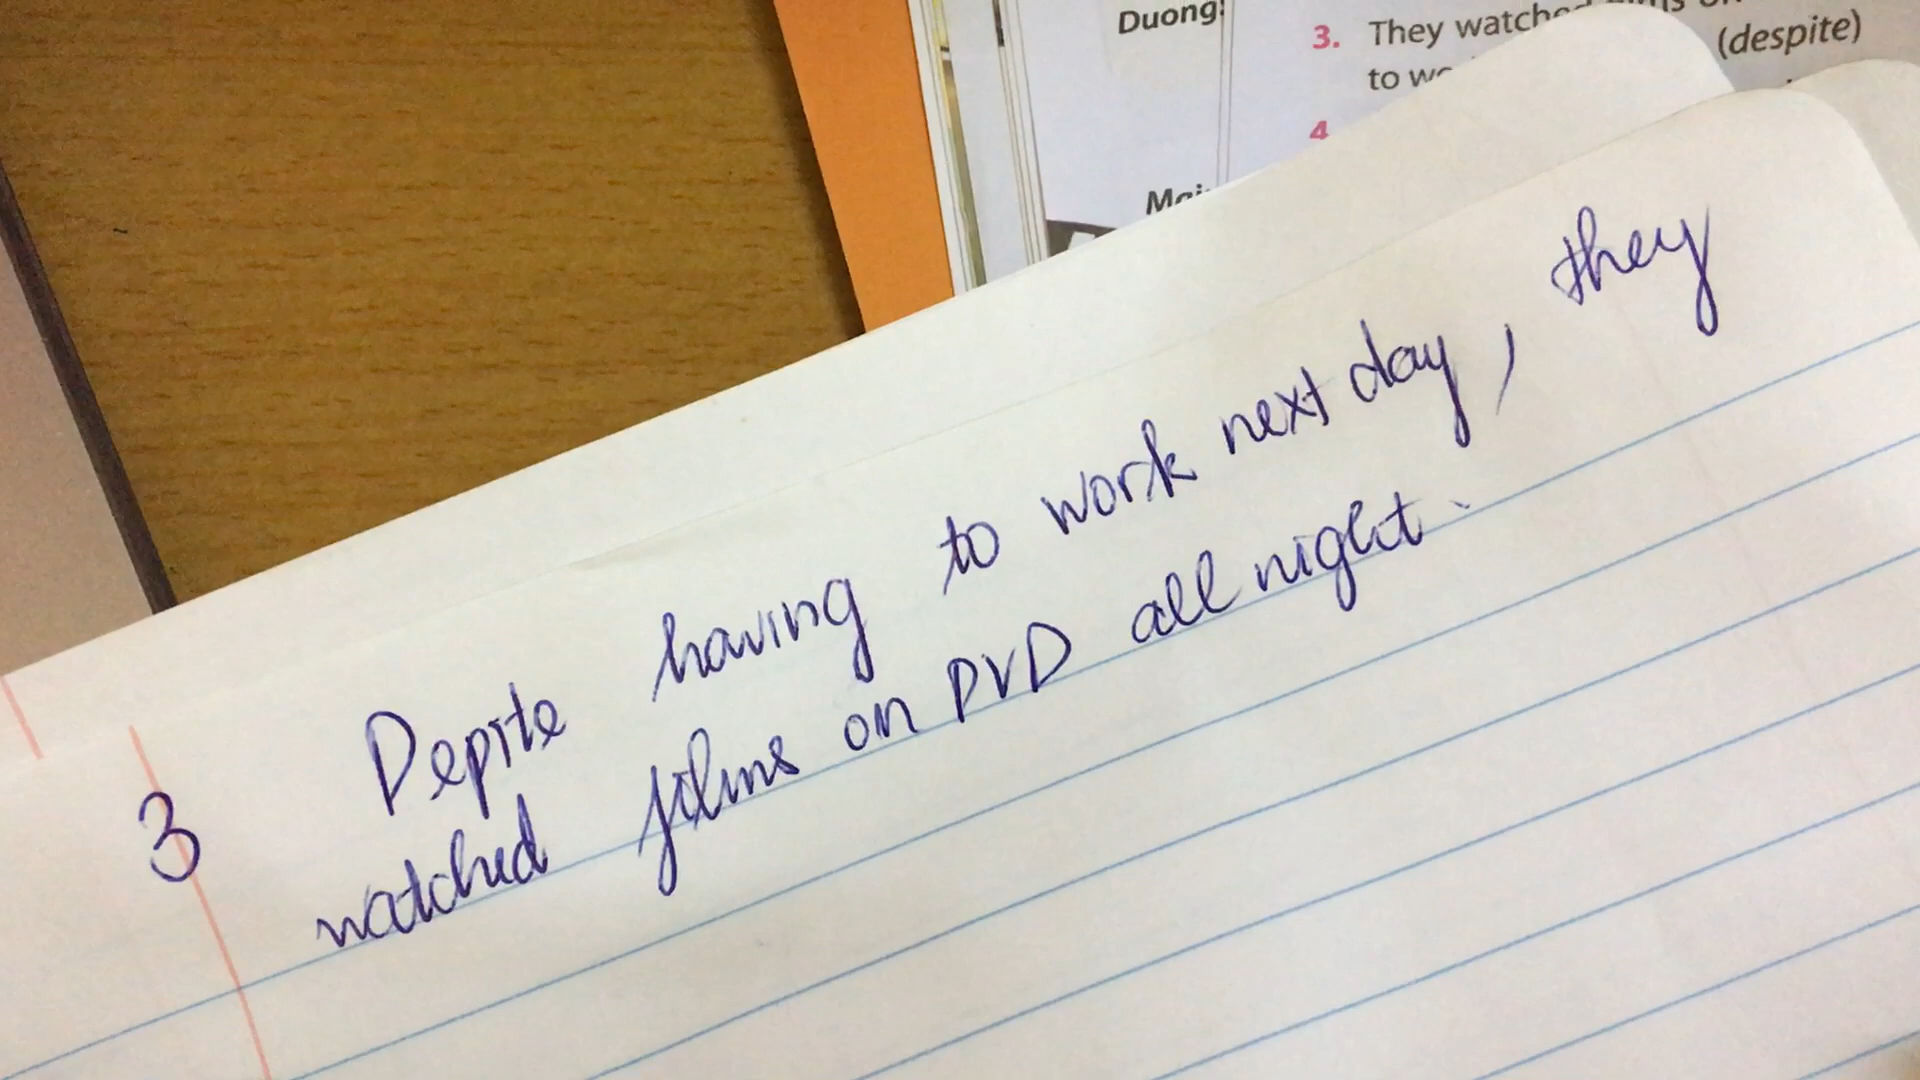 Duong:
3. They watched
(despite)
to
4
Mai
3 Depite having to work next day, they
watched films on DVD all night.